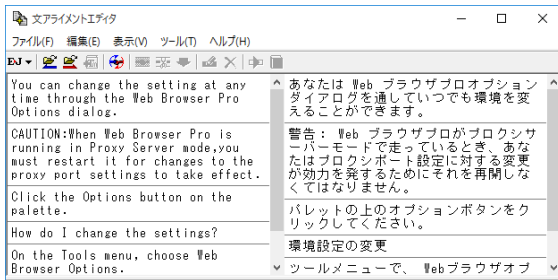 文アライメントエディタ
ファイル(F) 編集(E) 表示(V) ツール(T) ヘルプ(H)
EXJ
You can change the setting at any
time through the Web Browser Pro
Options dialog.
CAUTION:When Web Browser Pro is
running in Proxy Server mode,you
must restart it for changes to the
proxy port settings to take effect.
Click the Options button on the
palette.
How do I change the settings?
On the Tools menu, choose Web
Browser Options.
あなたは Web ブラウザプロオプション
ダイアログを通していつでも環境を変
えることができます。
警告: Web ブラウザプロがプロクシサ
ーバーモードで走っているとき、あな
たはプロクシポート設定に対する変更
が効力を発するためにそれを再開しな
くてはなりません。
パレットの上のオプションボタンをク
リックしてください。
環境設定の変更
ツールメニューで、 Webブラウザオプ